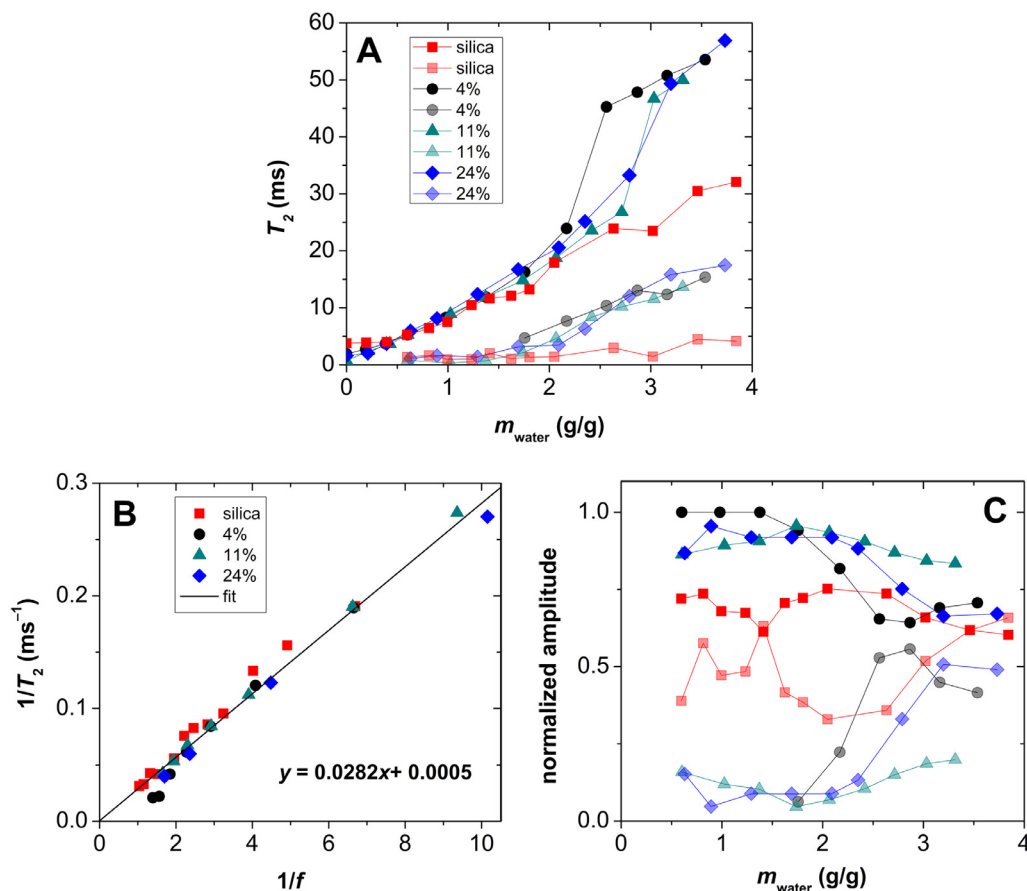 A
silica
silica
4%
4%
11%
11%
24%
24%
60
50
40
30
20
10
0
T2 (ms)
0 1 2 3 4
mwater (g/g)
B
silica
4%
11%
24%
fit
0.3
0.2
0.1
0.0
1/T2 (ms−1)
y = 0.0282x+ 0.0005
0 2 4 6 8 10
1/f
C
1.0
0.5
0.0
normalized amplitude
0 1 2 3 4
mwater (g/g)